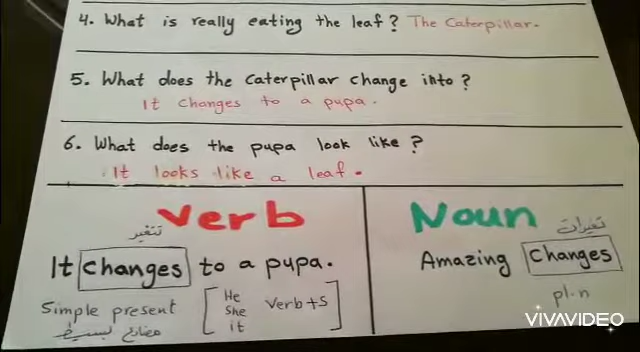 4. What is really eating the leaf? The Caterpillar.
5. What does the caterpillar change into?
It changes to a pupa.
6. What does the pupa look like?
It looks like a leaf.
Verb
تتغير
It changes to a pupa.
Simple present
مضارع بسيط
He
She
it
Verb+s
Noun
تغيرات
Amazing changes
VIVAVIDEO